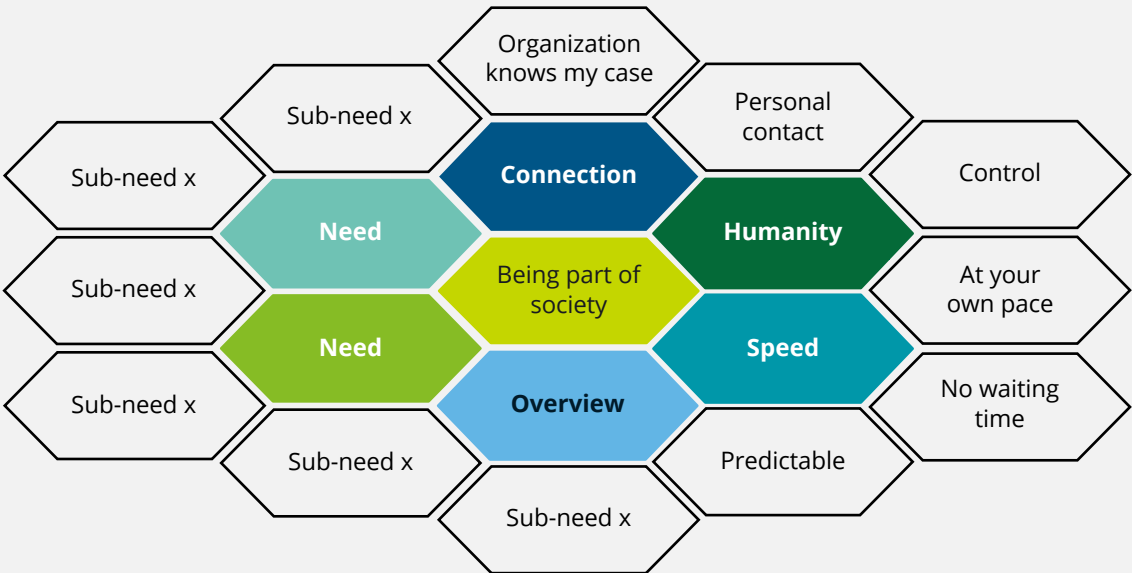 Organization
knows my case
Sub-need x
Personal
contact
Sub-need x
Connection
Control
Need
Humanity
Sub-need x
Being part of
society
At your
own pace
Need
Speed
Sub-need x
Overview
No waiting
time
Sub-need x
Predictable
Sub-need x